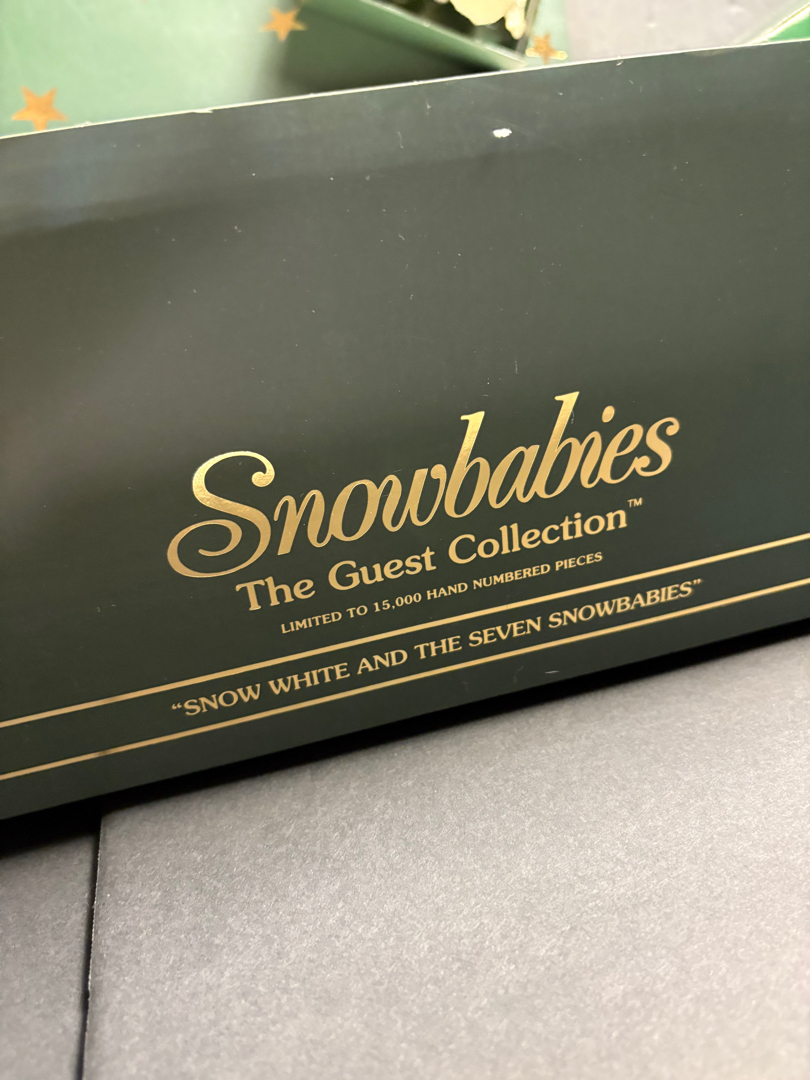 Snowbabies
The Guest Collection™
LIMITED TO 15,000 HAND NUMBERED PIECES
“SNOW WHITE AND THE SEVEN SNOWBABIES”